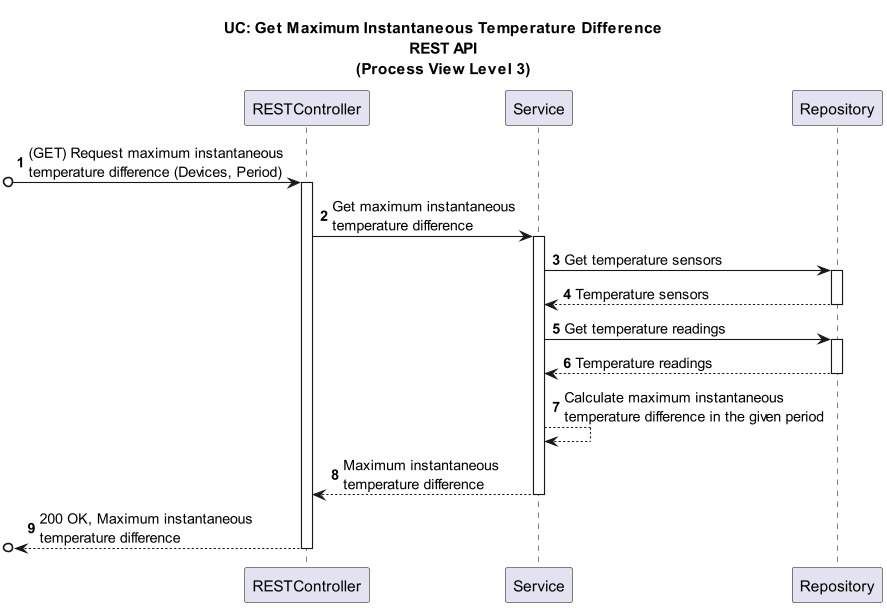 UC: Get Maximum Instantaneous Temperature Difference
REST API
(Process View Level 3)
RESTController
Service
Repository
1 (GET) Request maximum instantaneous
temperature difference (Devices, Period)
2 Get maximum instantaneous
temperature difference
3 Get temperature sensors
4 Temperature sensors
5 Get temperature readings
6 Temperature readings
7 Calculate maximum instantaneous
temperature difference in the given period
8 Maximum instantaneous
temperature difference
9 200 OK, Maximum instantaneous
temperature difference
RESTController
Service
Repository